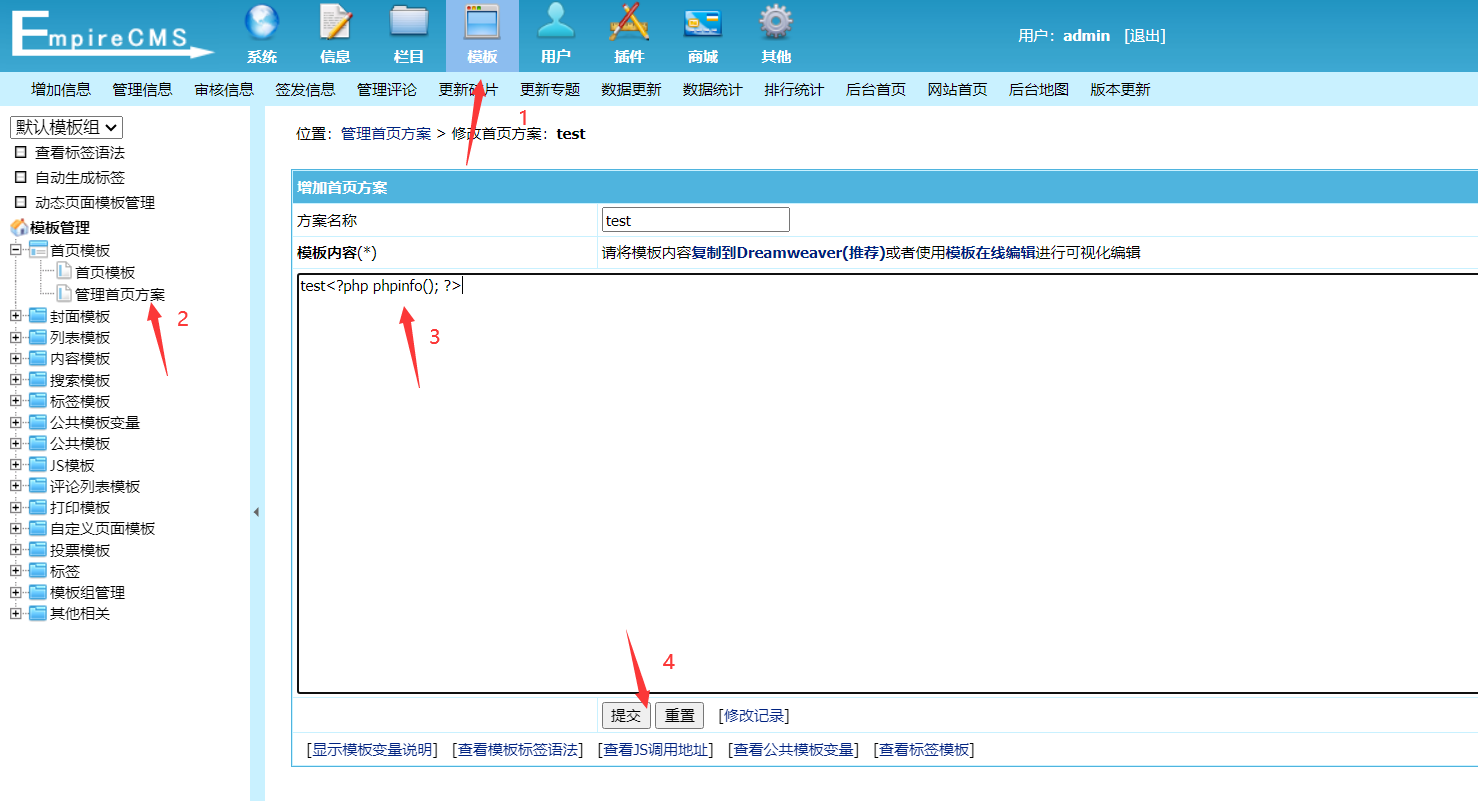 EmpireCMS
系统 信息 栏目 模板 用户 插件 商城 其他
用户：admin [退出]
增加信息 管理信息 审核信息 签发信息 管理评论 更新碎片 更新专题 数据更新 数据统计 排行统计 后台首页 网站首页 后台地图 版本更新
1
默认模板组
查看标签语法
自动生成标签
动态页面模板管理
模板管理
首页模板
首页模板
管理首页方案
2
封面模板
列表模板
内容模板
搜索模板
标签模板
公共模板变量
公共模板
JS模板
评论列表模板
打印模板
自定义页面模板
投票模板
标签
模板组管理
其他相关
位置：管理首页方案 > 修改首页方案：test
增加首页方案
方案名称 test
模板内容(*) 请将模板内容复制到Dreamweaver(推荐)或者使用模板在线编辑进行可视化编辑
test<?php phpinfo(); ?>
3
4
提交 重置 [修改记录]
[显示模板变量说明] [查看模板标签语法] [查看JS调用地址] [查看公共模板变量] [查看标签模板]